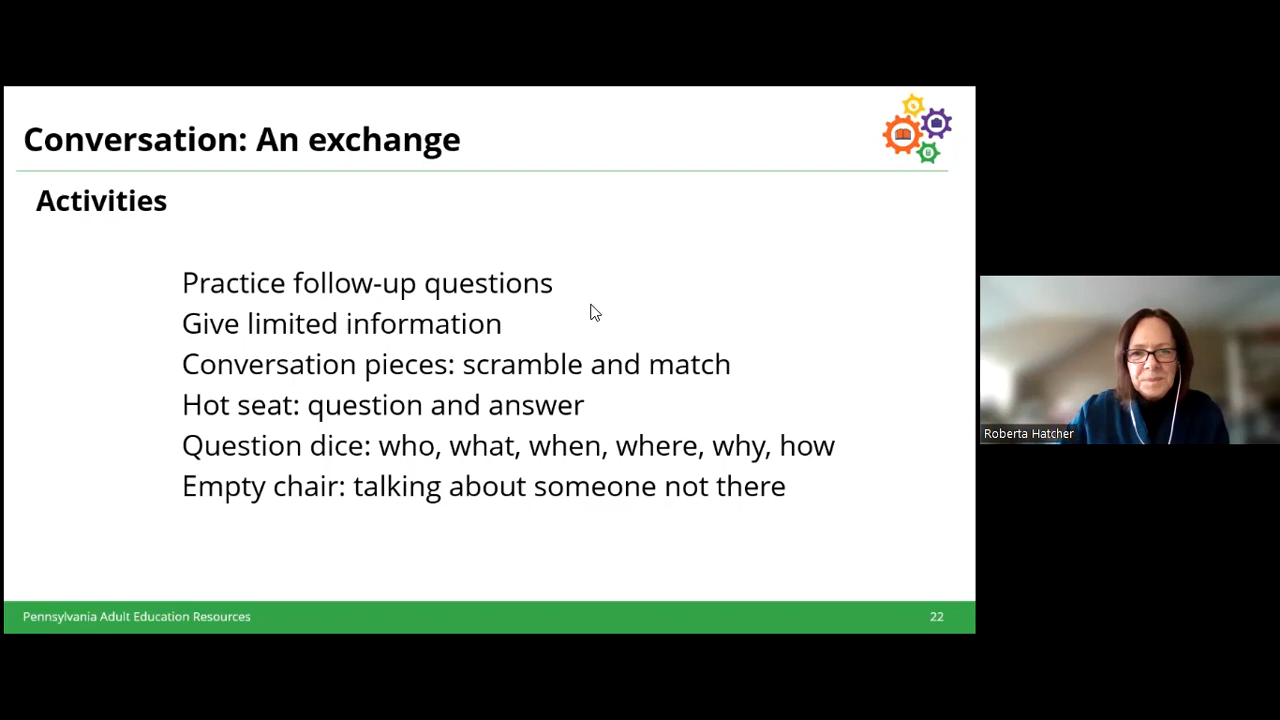 Conversation: An exchange
Activities
Practice follow-up questions
Give limited information
Conversation pieces: scramble and match
Hot seat: question and answer
Question dice: who, what, when, where, why, how
Empty chair: talking about someone not there
Pennsylvania Adult Education Resources
22
Roberta Hatcher